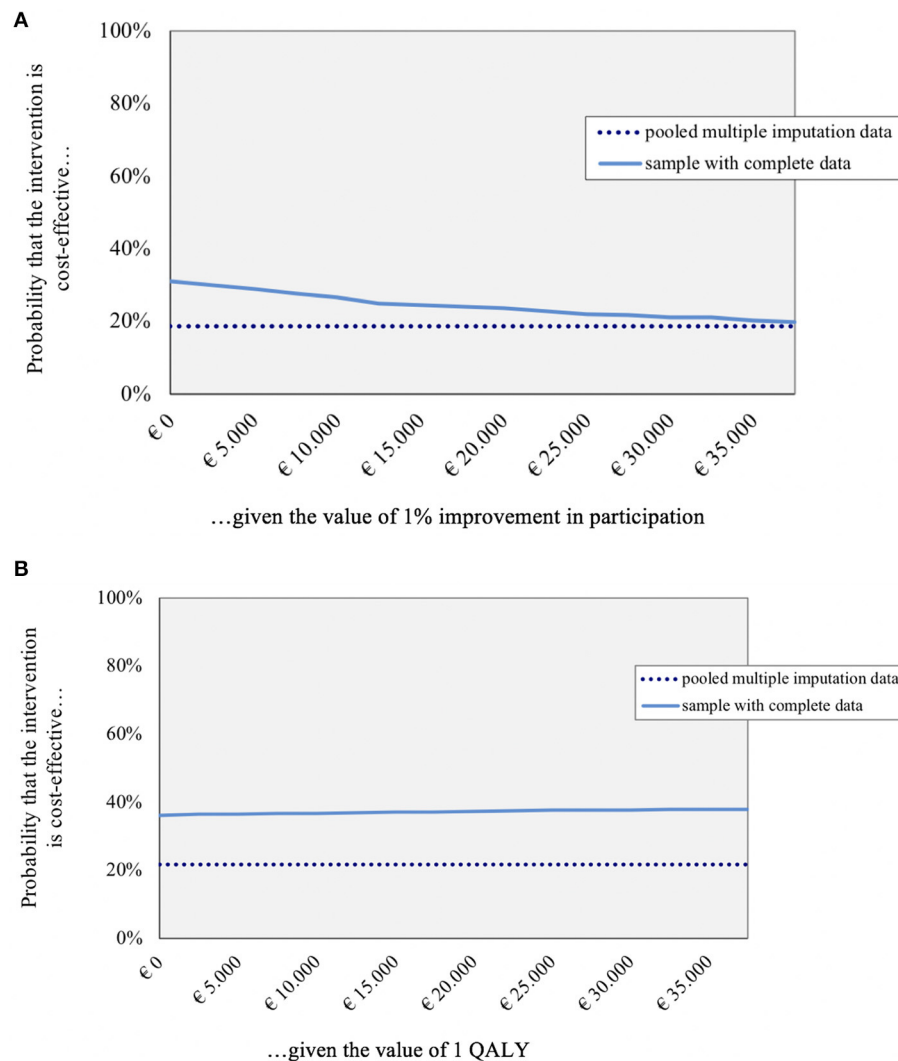 A
Probability that the intervention is
cost-effective…
100%
80%
60%
40%
20%
0%
pooled multiple imputation data
sample with complete data
€ 0
€ 5.000
€ 10.000
€ 15.000
€ 20.000
€ 25.000
€ 30.000
€ 35.000
…given the value of 1% improvement in participation
B
Probability that the intervention
is cost-effective…
100%
80%
60%
40%
20%
0%
pooled multiple imputation data
sample with complete data
€ 0
€ 5.000
€ 10.000
€ 15.000
€ 20.000
€ 25.000
€ 30.000
€ 35.000
…given the value of 1 QALY